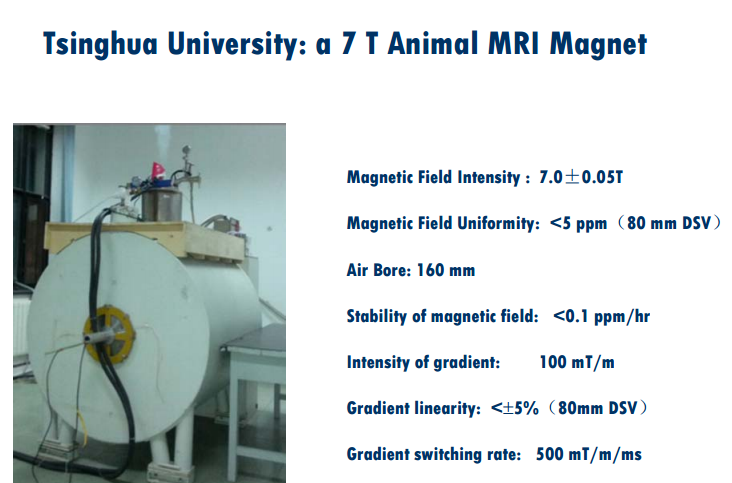 Tsinghua University: a 7 T Animal MRI Magnet
Magnetic Field Intensity : 7.0±0.05T
Magnetic Field Uniformity: <5 ppm（80 mm DSV）
Air Bore: 160 mm
Stability of magnetic field: <0.1 ppm/hr
Intensity of gradient: 100 mT/m
Gradient linearity: <±5%（80mm DSV）
Gradient switching rate: 500 mT/m/ms